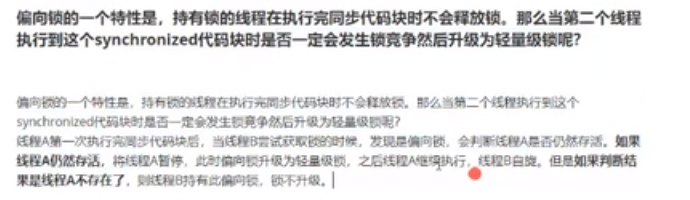 偏向锁的一个特性是，持有锁的线程在执行完同步代码块时不会释放锁。那么当第二个线程
执行到这个synchronized代码块时是否一定会发生锁竞争然后升级为轻量级锁呢？
偏向锁的一个特性是，持有锁的线程在执行完同步代码块时不会释放锁。那么当第二个线程执行到这个
synchronized代码块时是否一定会发生锁竞争然后升级为轻量级锁呢？
线程A第一次执行完同步代码块后，当线程B尝试获取锁的时候，发现是偏向锁，会判断线程A是否仍然存活。如果
线程A仍然存活，将线程A暂停，此时偏向锁升级为轻量级锁，之后线程A继续执行，线程B自旋。但是如果判断结
果是线程A不存在了，则线程B持有此偏向锁，锁不升级。